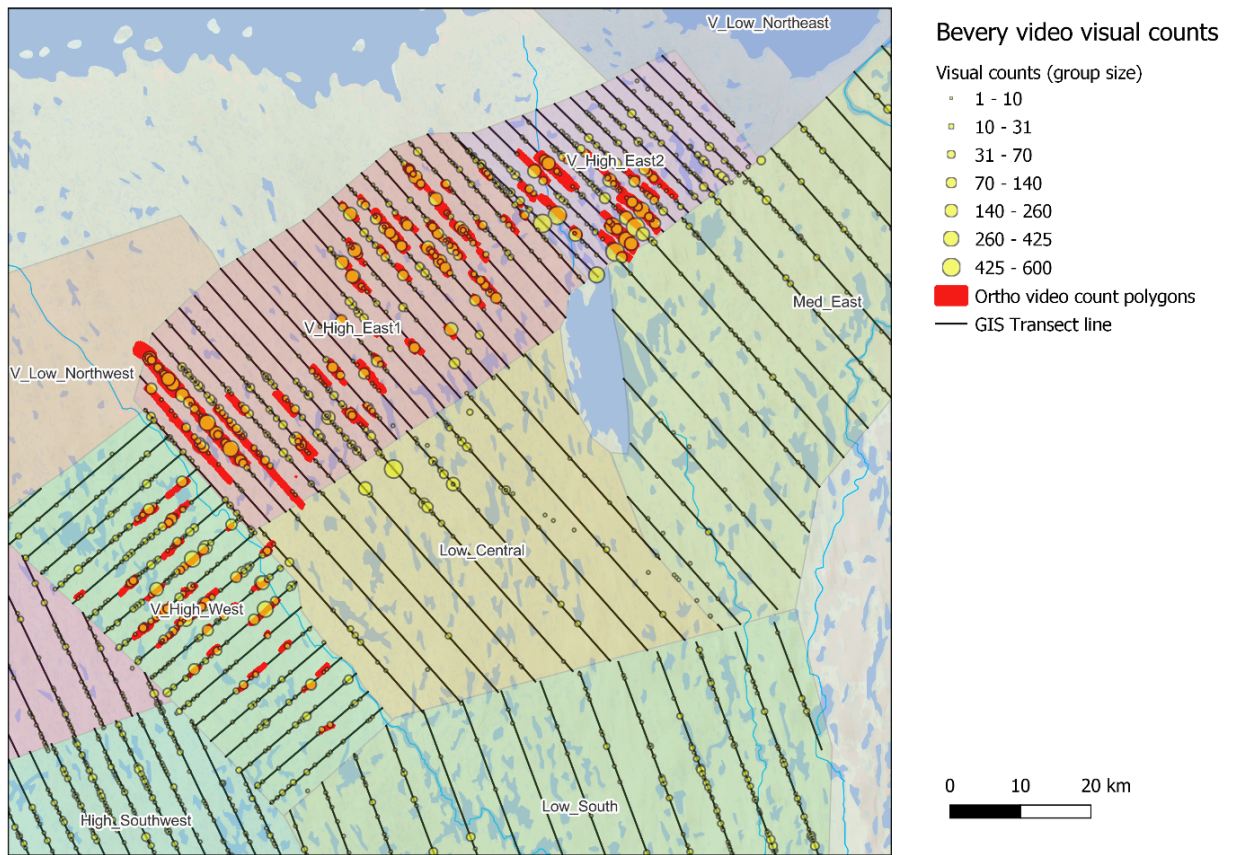 V_Low_Northeast
V_High_East2
Med_East
V_High_East1
V_Low_Northwest
Low_Central
V_High_West
Low_South
High_Southwest
Bevery video visual counts
Visual counts (group size)
1 - 10
10 - 31
31 - 70
70 - 140
140 - 260
260 - 425
425 - 600
Ortho video count polygons
GIS Transect line
0 10 20 km